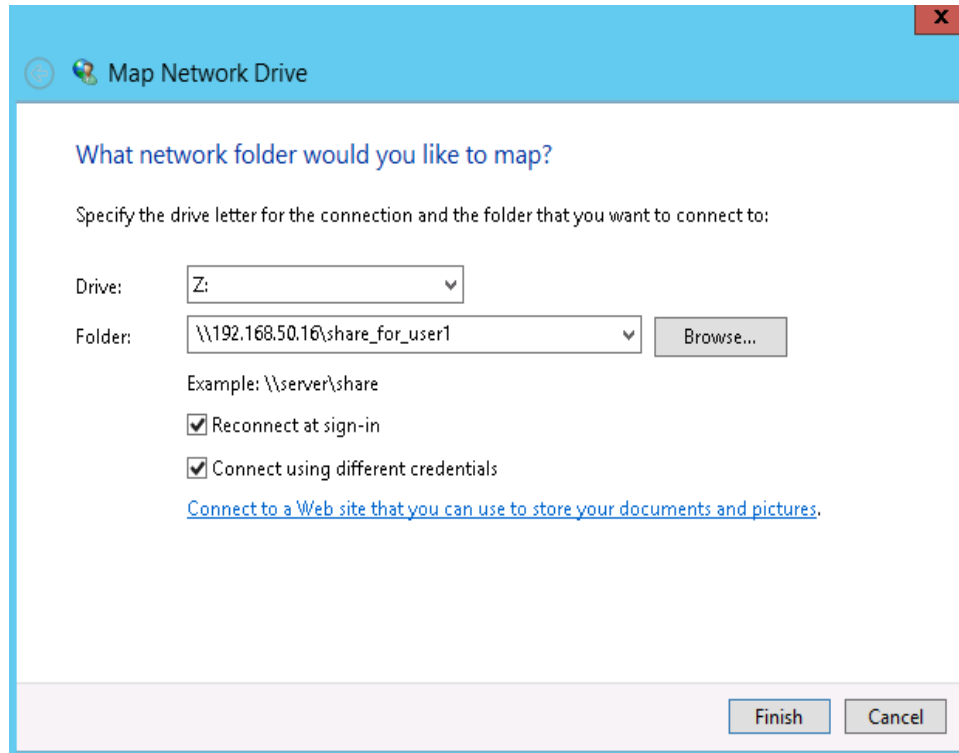 X
Map Network Drive
What network folder would you like to map?
Specify the drive letter for the connection and the folder that you want to connect to:
Drive: Z:
Folder: \\192.168.50.16\share_for_user1 Browse...
Example: \\server\share
Reconnect at sign-in
Connect using different credentials
Connect to a Web site that you can use to store your documents and pictures.
Finish Cancel